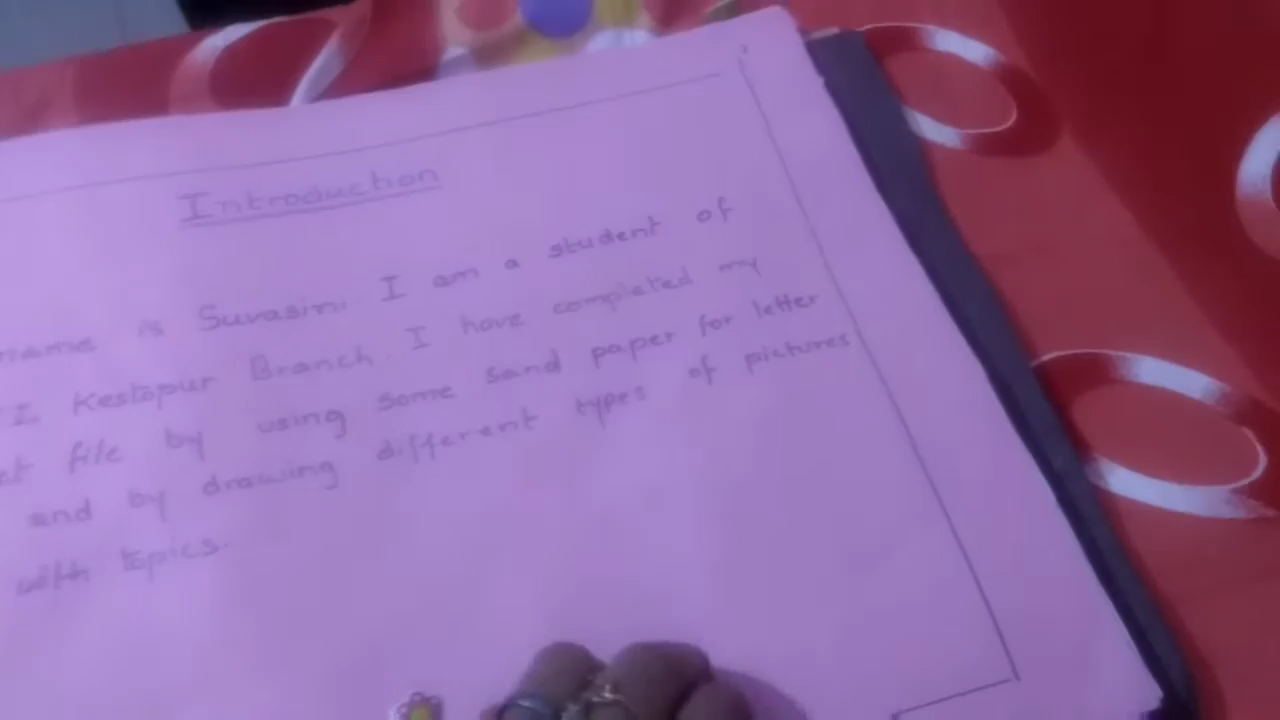 Introduction
name is Suvasini I am a student of
I Kestopur Branch. I have completed my
file by using some sand paper for letter
and by drawing different types of pictures
with topics.